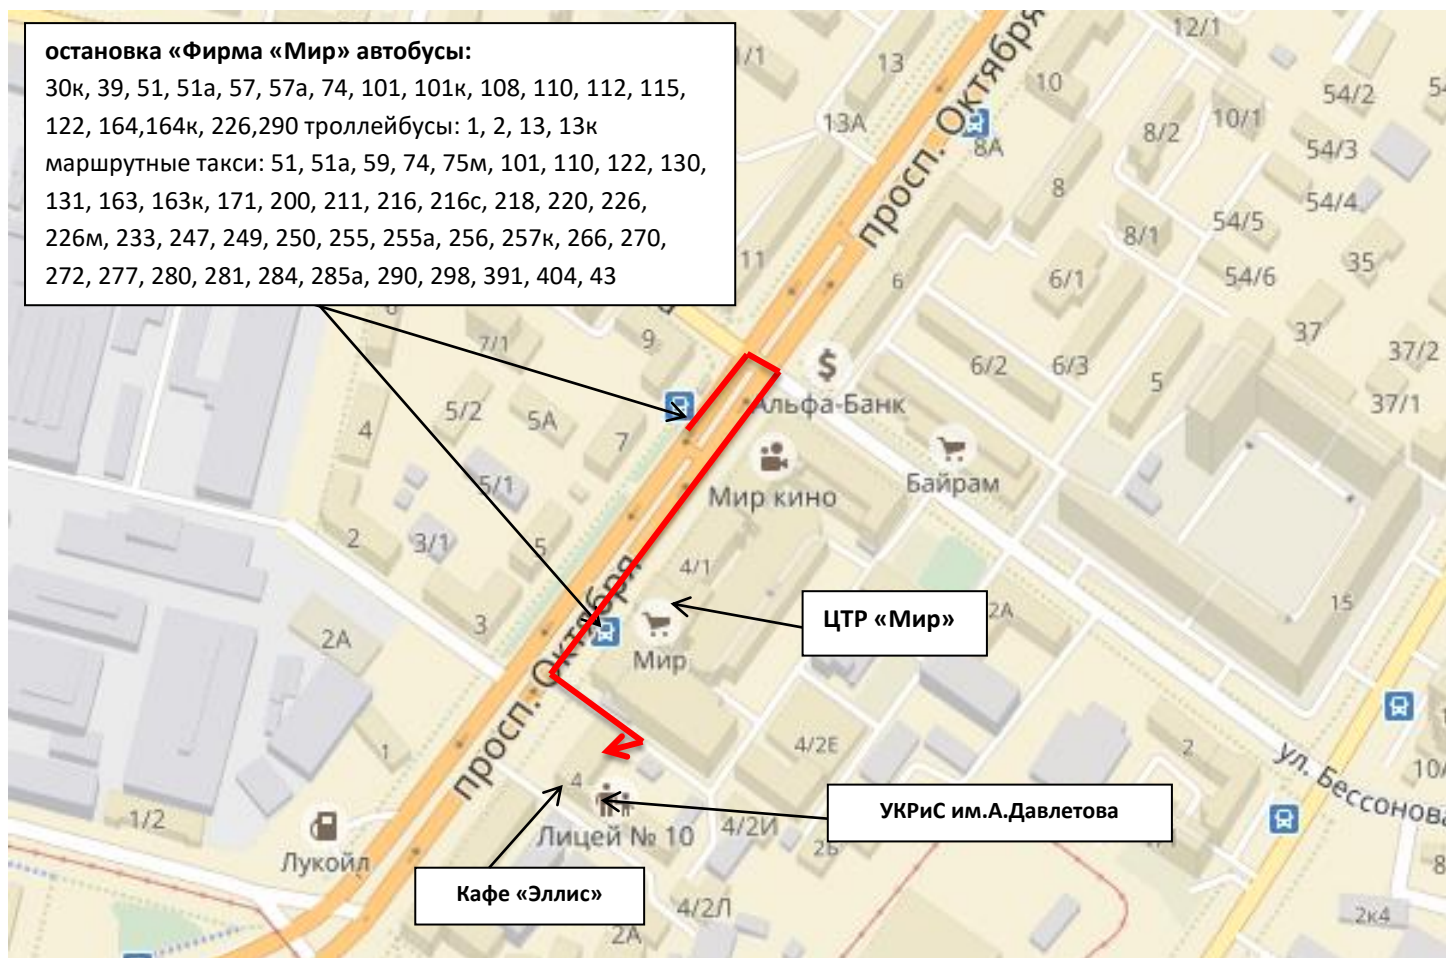 остановка «Фирма «Мир» автобусы:
30к, 39, 51, 51а, 57, 57а, 74, 101, 101к, 108, 110, 112, 115,
122, 164,164к, 226,290 троллейбусы: 1, 2, 13, 13к
маршрутные такси: 51, 51а, 59, 74, 75м, 101, 110, 122, 130,
131, 163, 163к, 171, 200, 211, 216, 216с, 218, 220, 226,
226м, 233, 247, 249, 250, 255, 255а, 256, 257к, 266, 270,
272, 277, 280, 281, 284, 285а, 290, 298, 391, 404, 43
12/1
13
10
просп. Октября
54/2
13А
8А
8/2
10/1
54/3
8
54/4
54/5
8/1
11
6
6/1
54/6
35
37
7/1
9
37/2
$
6/2
6/3
5
Альфа-Банк
37/1
5/2
5А
4
7
Мир кино
Байрам
5/1
2
3/1
5
4/1
15
ЦТР «Мир»
2А
3
2А
Мир
просп. Октября
1
4/2Е
2
ул. Бессонова
10/
4
УКРиС им.А.Давлетова
1/2
Лукойл
Лицей № 10
4/2И
2Б
8
Кафе «Эллис»
4/2Л
2А
2к4